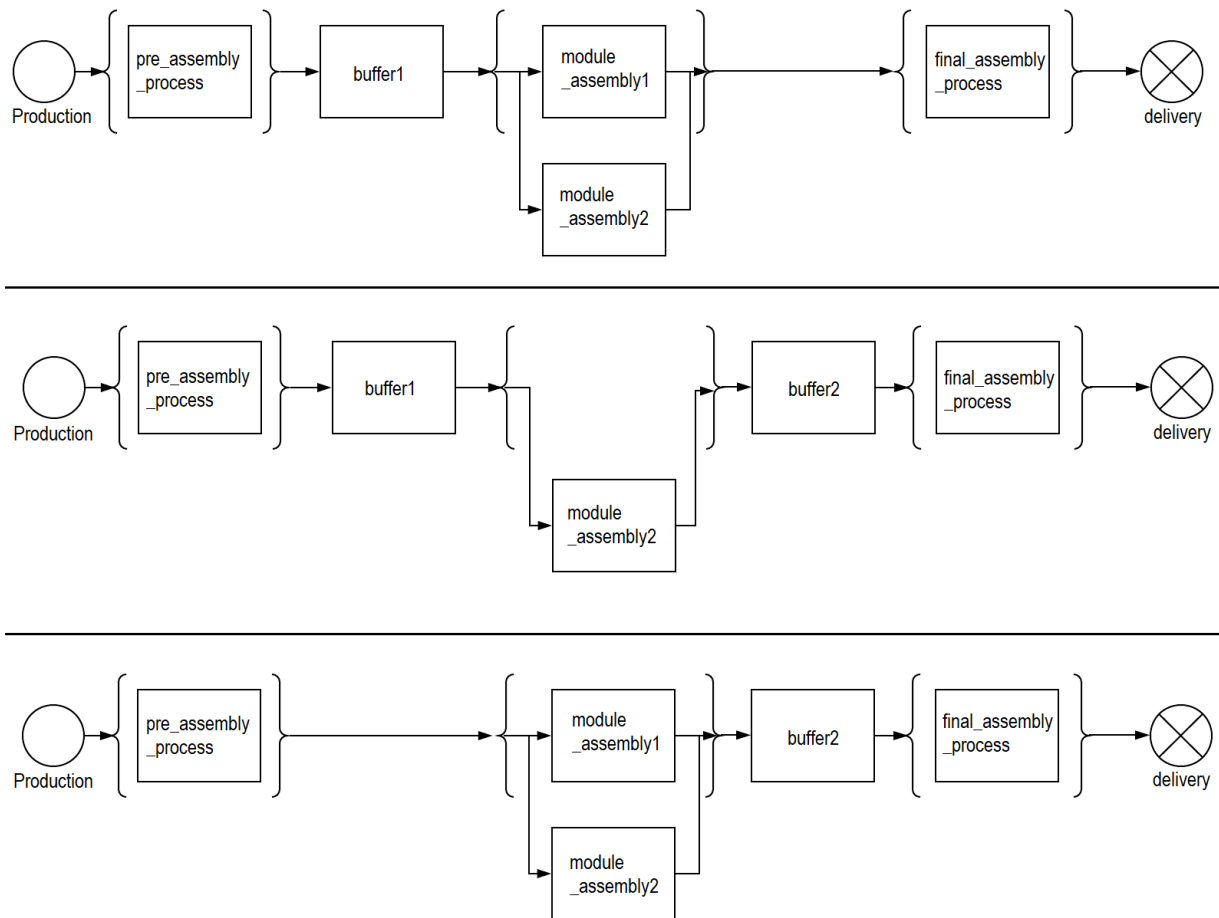 pre_assembly
_process
buffer1
module
_assembly1
final_assembly
_process
Production
delivery
module
_assembly2
pre_assembly
_process
buffer1
buffer2
final_assembly
_process
Production
delivery
module
_assembly2
pre_assembly
_process
module
_assembly1
buffer2
final_assembly
_process
Production
delivery
module
_assembly2